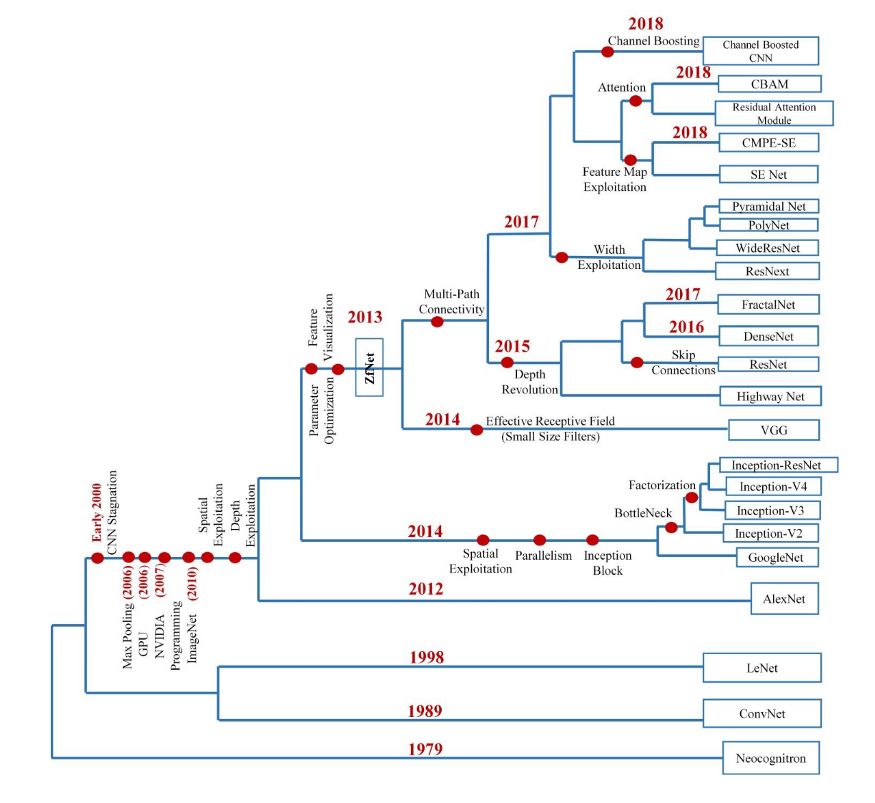 2018
Channel Boosting
Channel Boosted
CNN
2018
Attention
CBAM
Residual Attention
Module
2018
CMPE-SE
Feature Map
Exploitation
SE Net
Pyramidal Net
PolyNet
2017
Width
Exploitation
WideResNet
ResNext
Multi-Path
Connectivity
2017
FractalNet
2016
DenseNet
2015
Skip
Connections
ResNet
Depth
Revolution
Highway Net
Feature
Visualization
2013
ZfNet
Parameter
Optimization
2014
Effective Receptive Field
(Small Size Filters)
VGG
Inception-ResNet
Factorization
Inception-V4
BottleNeck
Inception-V3
Inception-V2
GoogleNet
2014
Spatial
Exploitation
Parallelism
Inception
Block
Early 2000
CNN Stagnation
Spatial
Exploitation
Depth
Exploitation
Max Pooling (2006)
GPU (2006)
NVIDIA (2007)
Programming
ImageNet (2010)
2012
AlexNet
1998
LeNet
1989
ConvNet
1979
Neocognitron